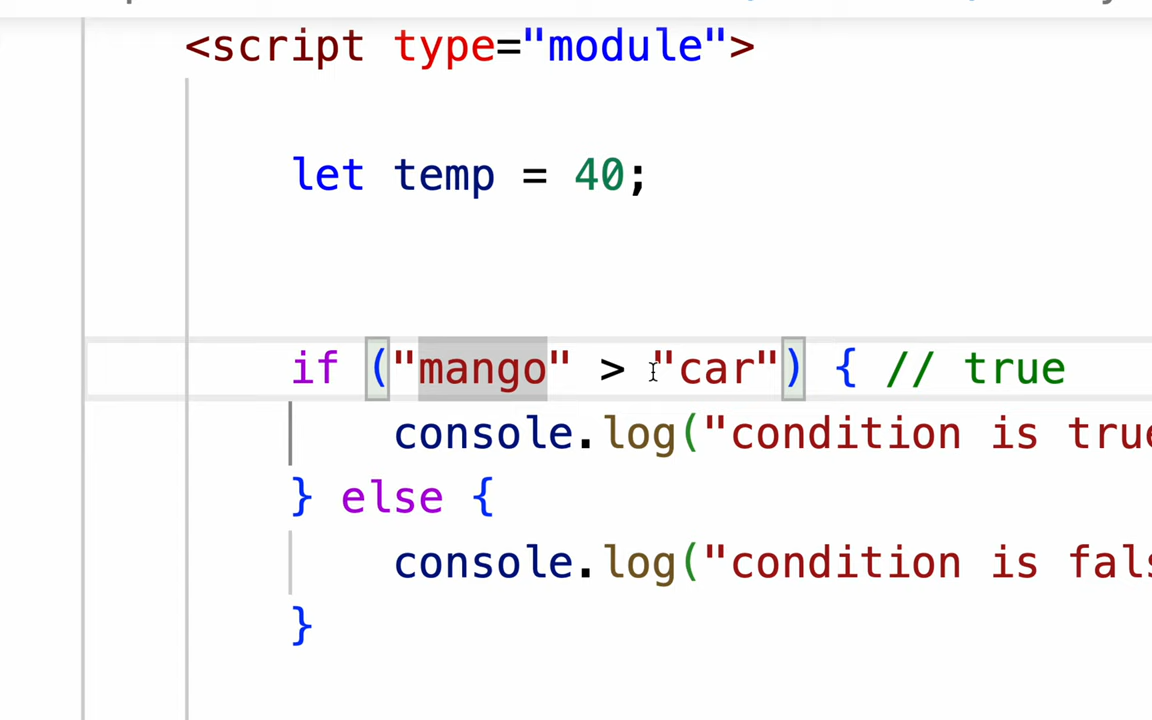 <script type="module">
let temp = 40;
if ("mango" > "car") { // true
console.log("condition is true
} else {
console.log("condition is fals
}